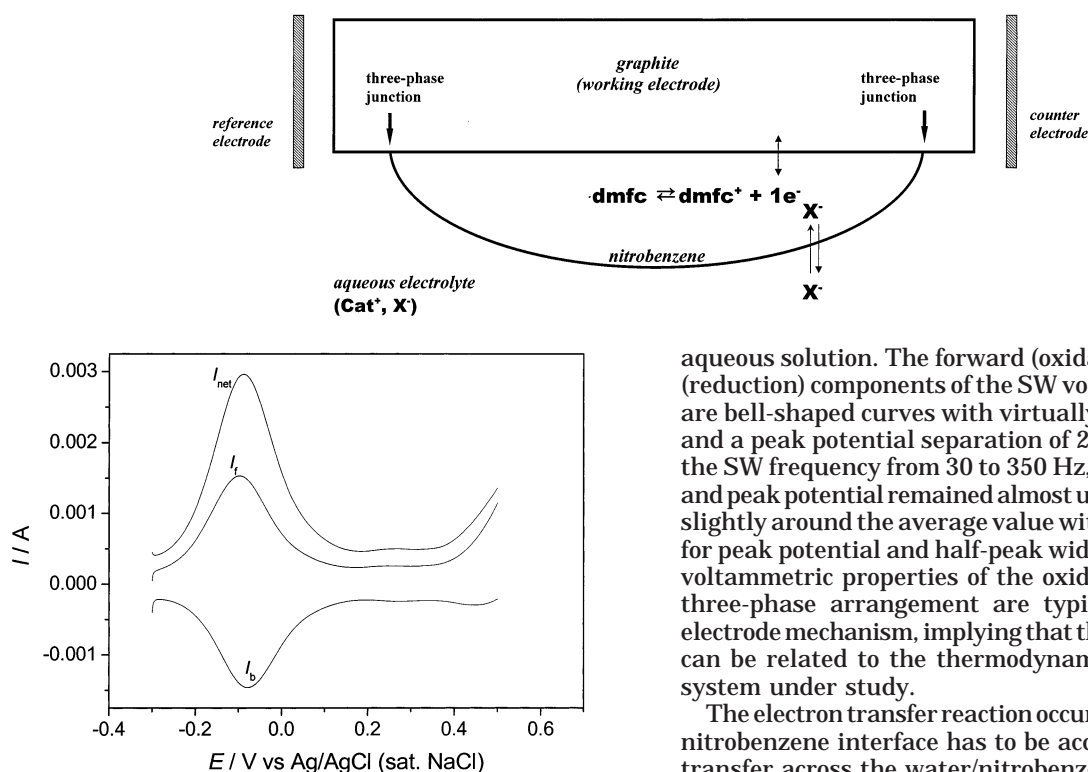 graphite
(working electrode)
three-phase
junction
three-phase
junction
reference
electrode
counter
electrode
·dmfc ⇌ dmfc⁺ + 1e⁻
X⁻
nitrobenzene
X⁻
aqueous electrolyte
(Cat⁺, X⁻)
0.003
0.002
0.001
0.000
-0.001
I / A
I_net
I_f
I_b
-0.4 -0.2 0.0 0.2 0.4 0.6
E / V vs Ag/AgCl (sat. NaCl)
aqueous solution. The forward (oxida
(reduction) components of the SW vol
are bell-shaped curves with virtually
and a peak potential separation of 2
the SW frequency from 30 to 350 Hz,
and peak potential remained almost u
slightly around the average value wit
for peak potential and half-peak wid
voltammetric properties of the oxid
three-phase arrangement are typi
electrode mechanism, implying that th
can be related to the thermodynam
system under study.
The electron transfer reaction occur
nitrobenzene interface has to be acc
transfer across the water/nitrobenz